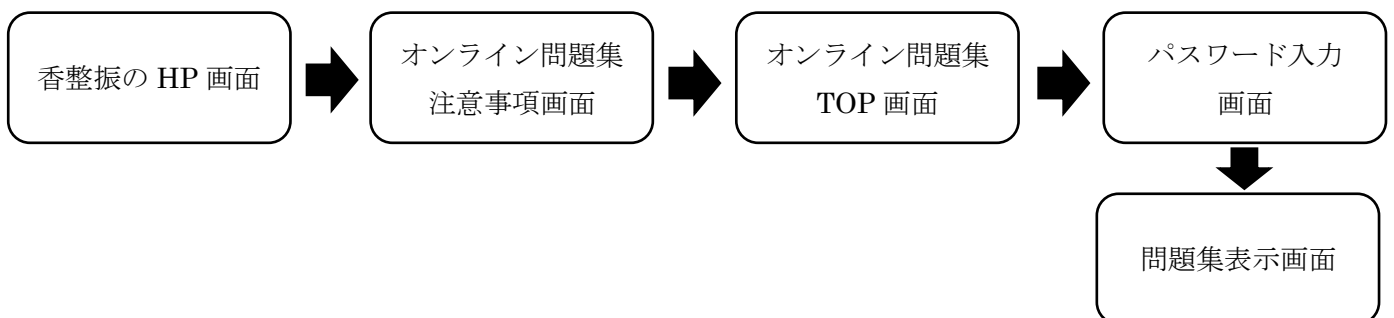 香整振の HP 画面
オンライン問題集
注意事項画面
オンライン問題集
TOP 画面
パスワード入力
画面
問題集表示画面